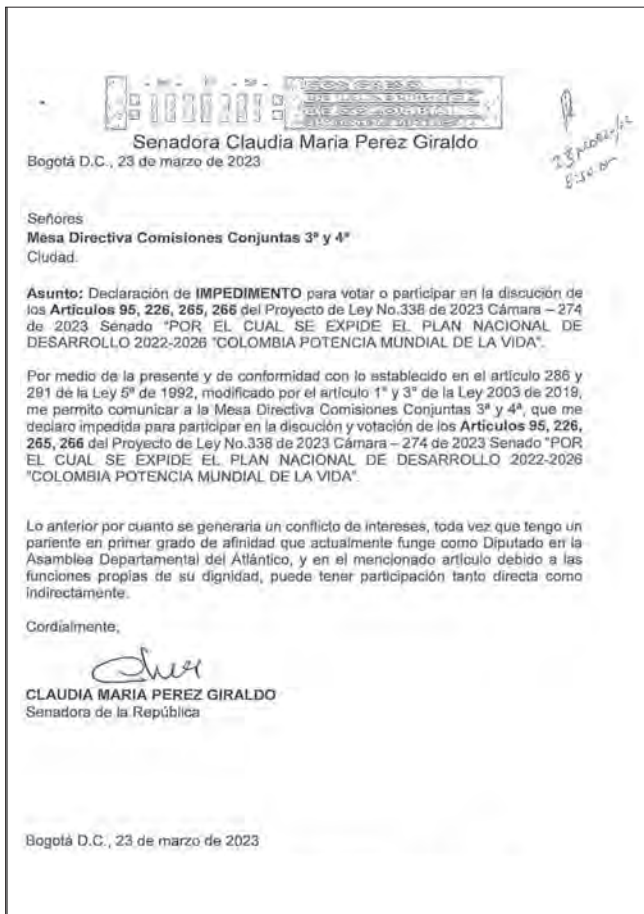 Senadora Claudia Maria Perez Giraldo
Bogotá D.C., 23 de marzo de 2023
Señores
Mesa Directiva Comisiones Conjuntas 3ª y 4ª
Ciudad.
Asunto: Declaración de IMPEDIMENTO para votar o participar en la discución de
los Artículos 95, 226, 265, 266 del Proyecto de Ley No.338 de 2023 Cámara – 274
de 2023 Senado "POR EL CUAL SE EXPIDE EL PLAN NACIONAL DE
DESARROLLO 2022-2026 "COLOMBIA POTENCIA MUNDIAL DE LA VIDA".
Por medio de la presente y de conformidad con lo establecido en el artículo 286 y
291 de la Ley 5ª de 1992, modificado por el artículo 1° y 3° de la Ley 2003 de 2019,
me permito comunicar a la Mesa Directiva Comisiones Conjuntas 3ª y 4ª, que me
declaro impedida para participar en la discución y votación de los Artículos 95, 226,
265, 266 del Proyecto de Ley No.338 de 2023 Cámara – 274 de 2023 Senado "POR
EL CUAL SE EXPIDE EL PLAN NACIONAL DE DESARROLLO 2022-2026
"COLOMBIA POTENCIA MUNDIAL DE LA VIDA".
Lo anterior por cuanto se generaría un conflicto de intereses, toda vez que tengo un
pariente en primer grado de afinidad que actualmente funge como Diputado en la
Asamblea Departamental del Atlántico, y en el mencionado artículo debido a las
funciones propias de su dignidad, puede tener participación tanto directa como
indirectamente.
Cordialmente,
CLAUDIA MARIA PEREZ GIRALDO
Senadora de la República
Bogotá D.C., 23 de marzo de 2023